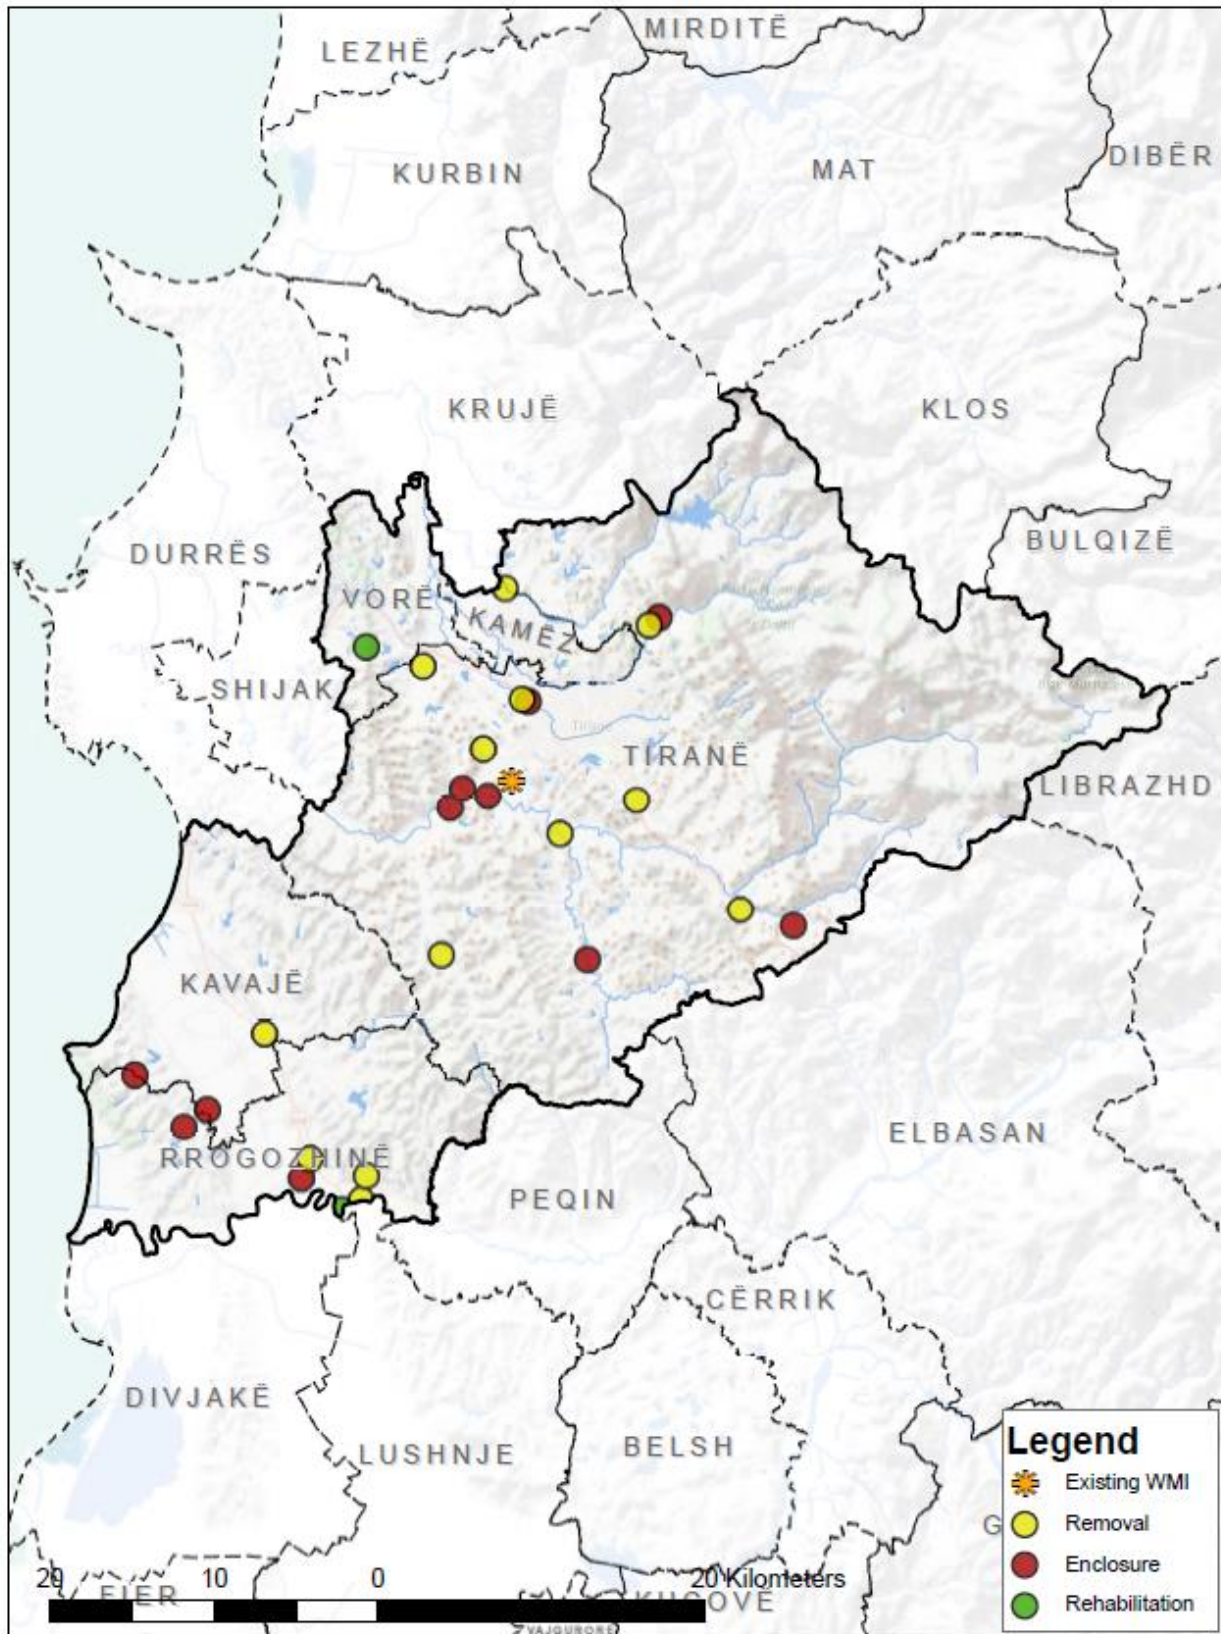 MIRDITË
LEZHË
DIBËR
KURBIN
MAT
KRUJË
KLOS
BULQIZË
DURRËS
VORË
KAMËZ
SHIJAK
TIRANË
LIBRAZHD
KAVAJË
ELBASAN
RROGOZHINË
PEQIN
CËRRIK
DIVJAKË
LUSHNJE
BELSH
Legend
Existing WMI
Removal
Enclosure
Rehabilitation
G
20 10 0 20 Kilometers
FIER
KUÇOVË
VAJGURORE